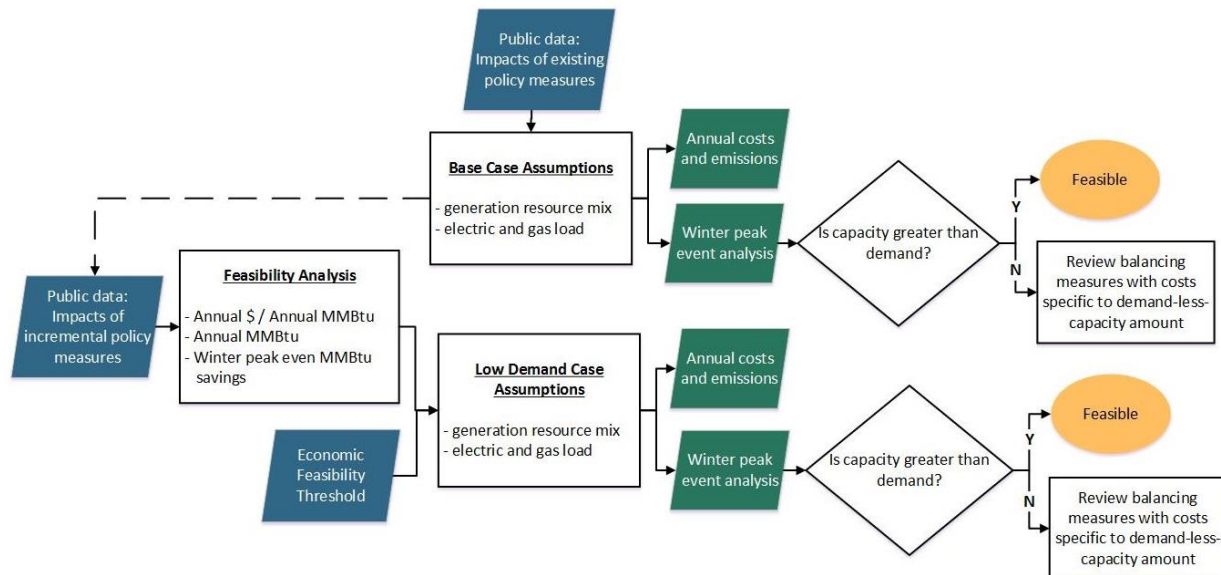 Public data:
Impacts of existing
policy measures
Base Case Assumptions
- generation resource mix
- electric and gas load
Annual costs
and emissions
Winter peak
event analysis
Is capacity greater than
demand?
Y
N
Feasible
Review balancing
measures with costs
specific to demand-less-
capacity amount
Public data:
Impacts of
incremental policy
measures
Feasibility Analysis
- Annual $ / Annual MMBtu
- Annual MMBtu
- Winter peak even MMBtu
savings
Economic
Feasibility
Threshold
Low Demand Case
Assumptions
- generation resource mix
- electric and gas load
Annual costs
and emissions
Winter peak
event analysis
Is capacity greater than
demand?
Y
N
Feasible
Review balancing
measures with costs
specific to demand-less-
capacity amount